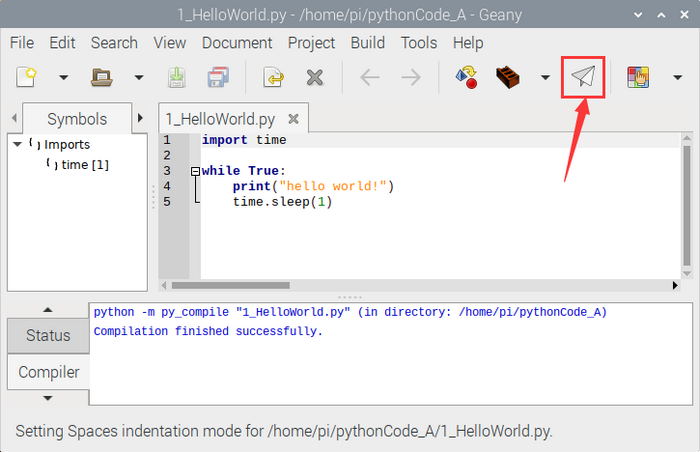 1_HelloWorld.py - /home/pi/pythonCode_A - Geany
File Edit Search View Document Project Build Tools Help
Symbols
Imports
time [1]
1_HelloWorld.py
1 import time
2
3 while True:
4     print("hello world!")
5     time.sleep(1)
Status
Compiler
python -m py_compile "1_HelloWorld.py" (in directory: /home/pi/pythonCode_A)
Compilation finished successfully.
Setting Spaces indentation mode for /home/pi/pythonCode_A/1_HelloWorld.py.